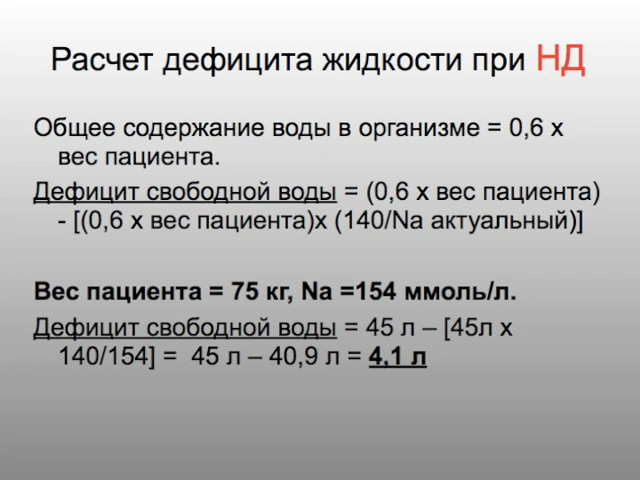 Расчет дефицита жидкости при НД
Общее содержание воды в организме = 0,6 х
вес пациента.
Дефицит свободной воды = (0,6 х вес пациента)
- [(0,6 х вес пациента)х (140/Na актуальный)]
Вес пациента = 75 кг, Na =154 ммоль/л.
Дефицит свободной воды = 45 л – [45л х
140/154] = 45 л – 40,9 л = 4,1 л